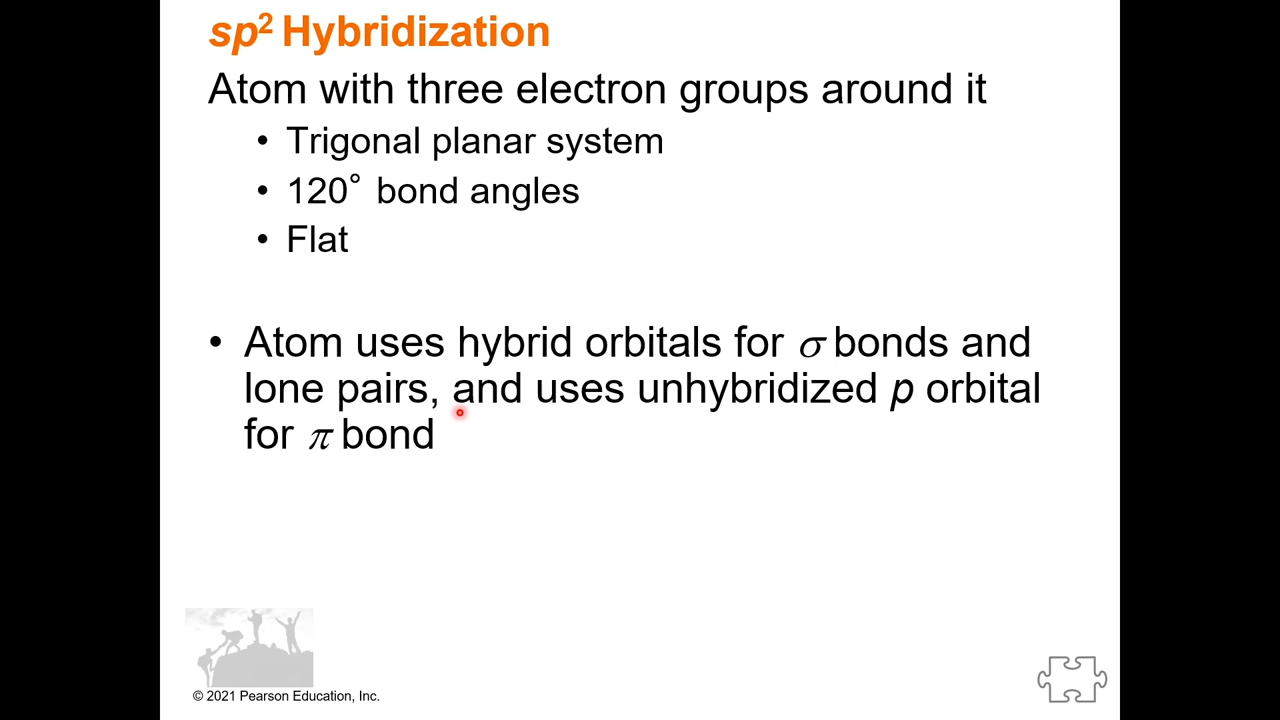 sp² Hybridization
Atom with three electron groups around it
• Trigonal planar system
• 120° bond angles
• Flat
• Atom uses hybrid orbitals for σ bonds and
lone pairs, and uses unhybridized p orbital
for π bond
© 2021 Pearson Education, Inc.